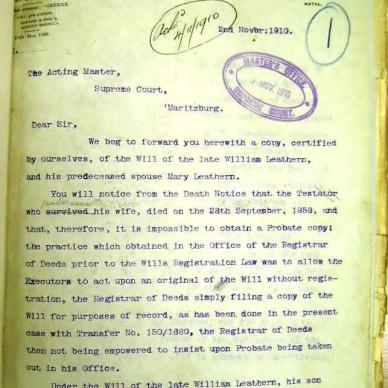 "GREENE."
P.O. Box 120.
NATAL.
Ackd
4/11/1910
1
2nd Novbr:1910.
MASTER'S OFFICE
NOV. 1910
SUPREME COURT.
The Acting Master,
Supreme Court,
'Maritzburg.
Dear Sir,
We beg to forward you herewith a copy, certified
by ourselves, of the Will of the late William Leathern,
and his predeceased spouse Mary Leathern.
You will notice from the Death Notice that the Testator
who survived his wife, died on the 28th September, 1858, and
that, therefore, it is impossible to obtain a Probate copy:
the practice which obtained in the Office of the Registrar
of Deeds prior to the Wills Registration Law was to allow the
Executors to act upon an original of the Will without regis-
tration, the Registrar of Deeds simply filing a copy of the
Will for purposes of record, as has been done in the present
case with Transfer No. 150/1880, the Registrar of Deeds
then not being empowered to insist upon Probate being taken
out in his Office.
Under the Will of the late William Leathern, his son